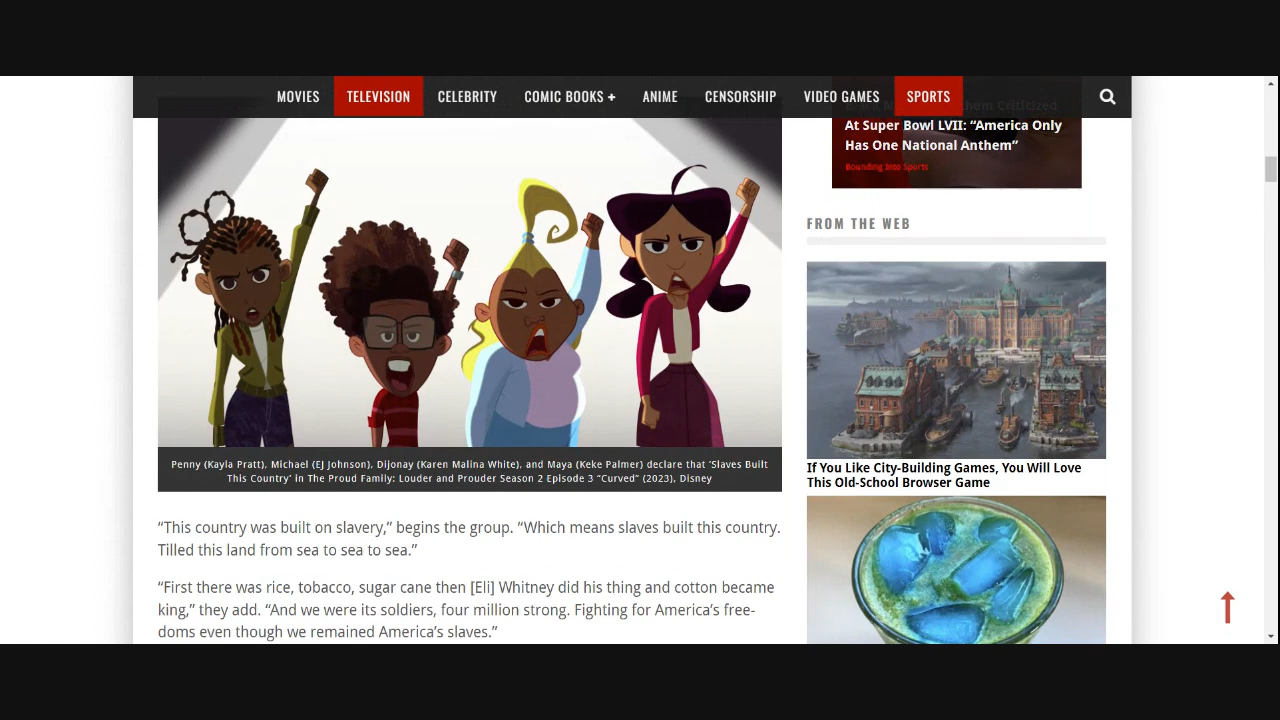 MOVIES TELEVISION CELEBRITY COMIC BOOKS + ANIME CENSORSHIP VIDEO GAMES SPORTS
Criticized
At Super Bowl LVII: “America Only
Has One National Anthem”
Bounding Into Sports
FROM THE WEB
If You Like City-Building Games, You Will Love
This Old-School Browser Game
Penny (Kayla Pratt), Michael (EJ Johnson), Dijonay (Karen Malina White), and Maya (Keke Palmer) declare that ‘Slaves Built
This Country’ in The Proud Family: Louder and Prouder Season 2 Episode 3 “Curved” (2023), Disney
“This country was built on slavery,” begins the group. “Which means slaves built this country.
Tilled this land from sea to sea to sea.”
“First there was rice, tobacco, sugar cane then [Eli] Whitney did his thing and cotton became
king,” they add. “And we were its soldiers, four million strong. Fighting for America’s free-
doms even though we remained America’s slaves.”